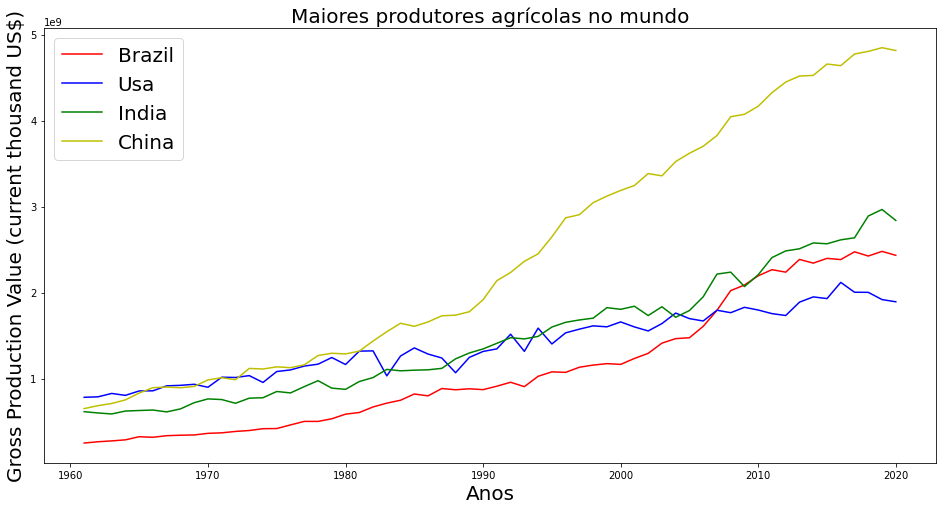 Maiores produtores agrícolas no mundo
1e9
Gross Production Value (current thousand US$)
5
4
3
2
1
Brazil
Usa
India
China
1960 1970 1980 1990 2000 2010 2020
Anos